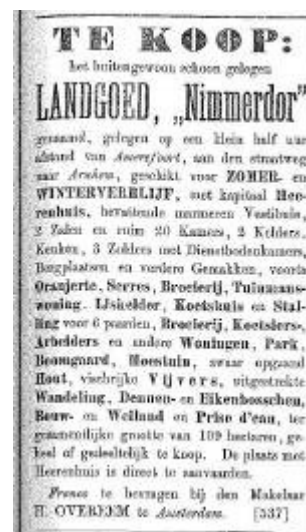 TE KOOP:
het buitengewoon schoon gelegen
LANDGOED, „Nimmerdor"
genaamd, gelegen op een klein half uur
afstand van Amersfoort, aan den straatweg
naar Arnhem, geschikt voor ZOMER- en
WINTERVERBLIJF, met kapitaal Hee-
renhuis, bevattende marmeren Vestibule,
2 Zalen en ruim 20 Kamers, 2 Kelders,
Keuken, 3 Zolders met Dienstbodenkamers,
Bergplaatsen en verdere Gemakken, voorts
Oranjerie, Serres, Broeierij, Tuinmans-
woning, IJskelder, Koetshuis en Stal-
ling voor 6 paarden, Broeierij, Koetsiers-,
Arbeiders en andere Woningen, Park,
Boomgaard, Moestuin, zwaar opgaand
Hout, vischrijke Vijvers, uitgestrekte
Wandeling, Dennen- en Eikenbosschen,
Bouw- en Weiland en Prise d'eau, ter
gezamenlijke grootte van 109 hectaren, ge-
heel of gedeeltelijk te koop. De plaats met
Heerenhuis is direct te aanvaarden.
Franco te bevragen bij den Makelaar
H. OVEREEM te Amsterdam. [537]